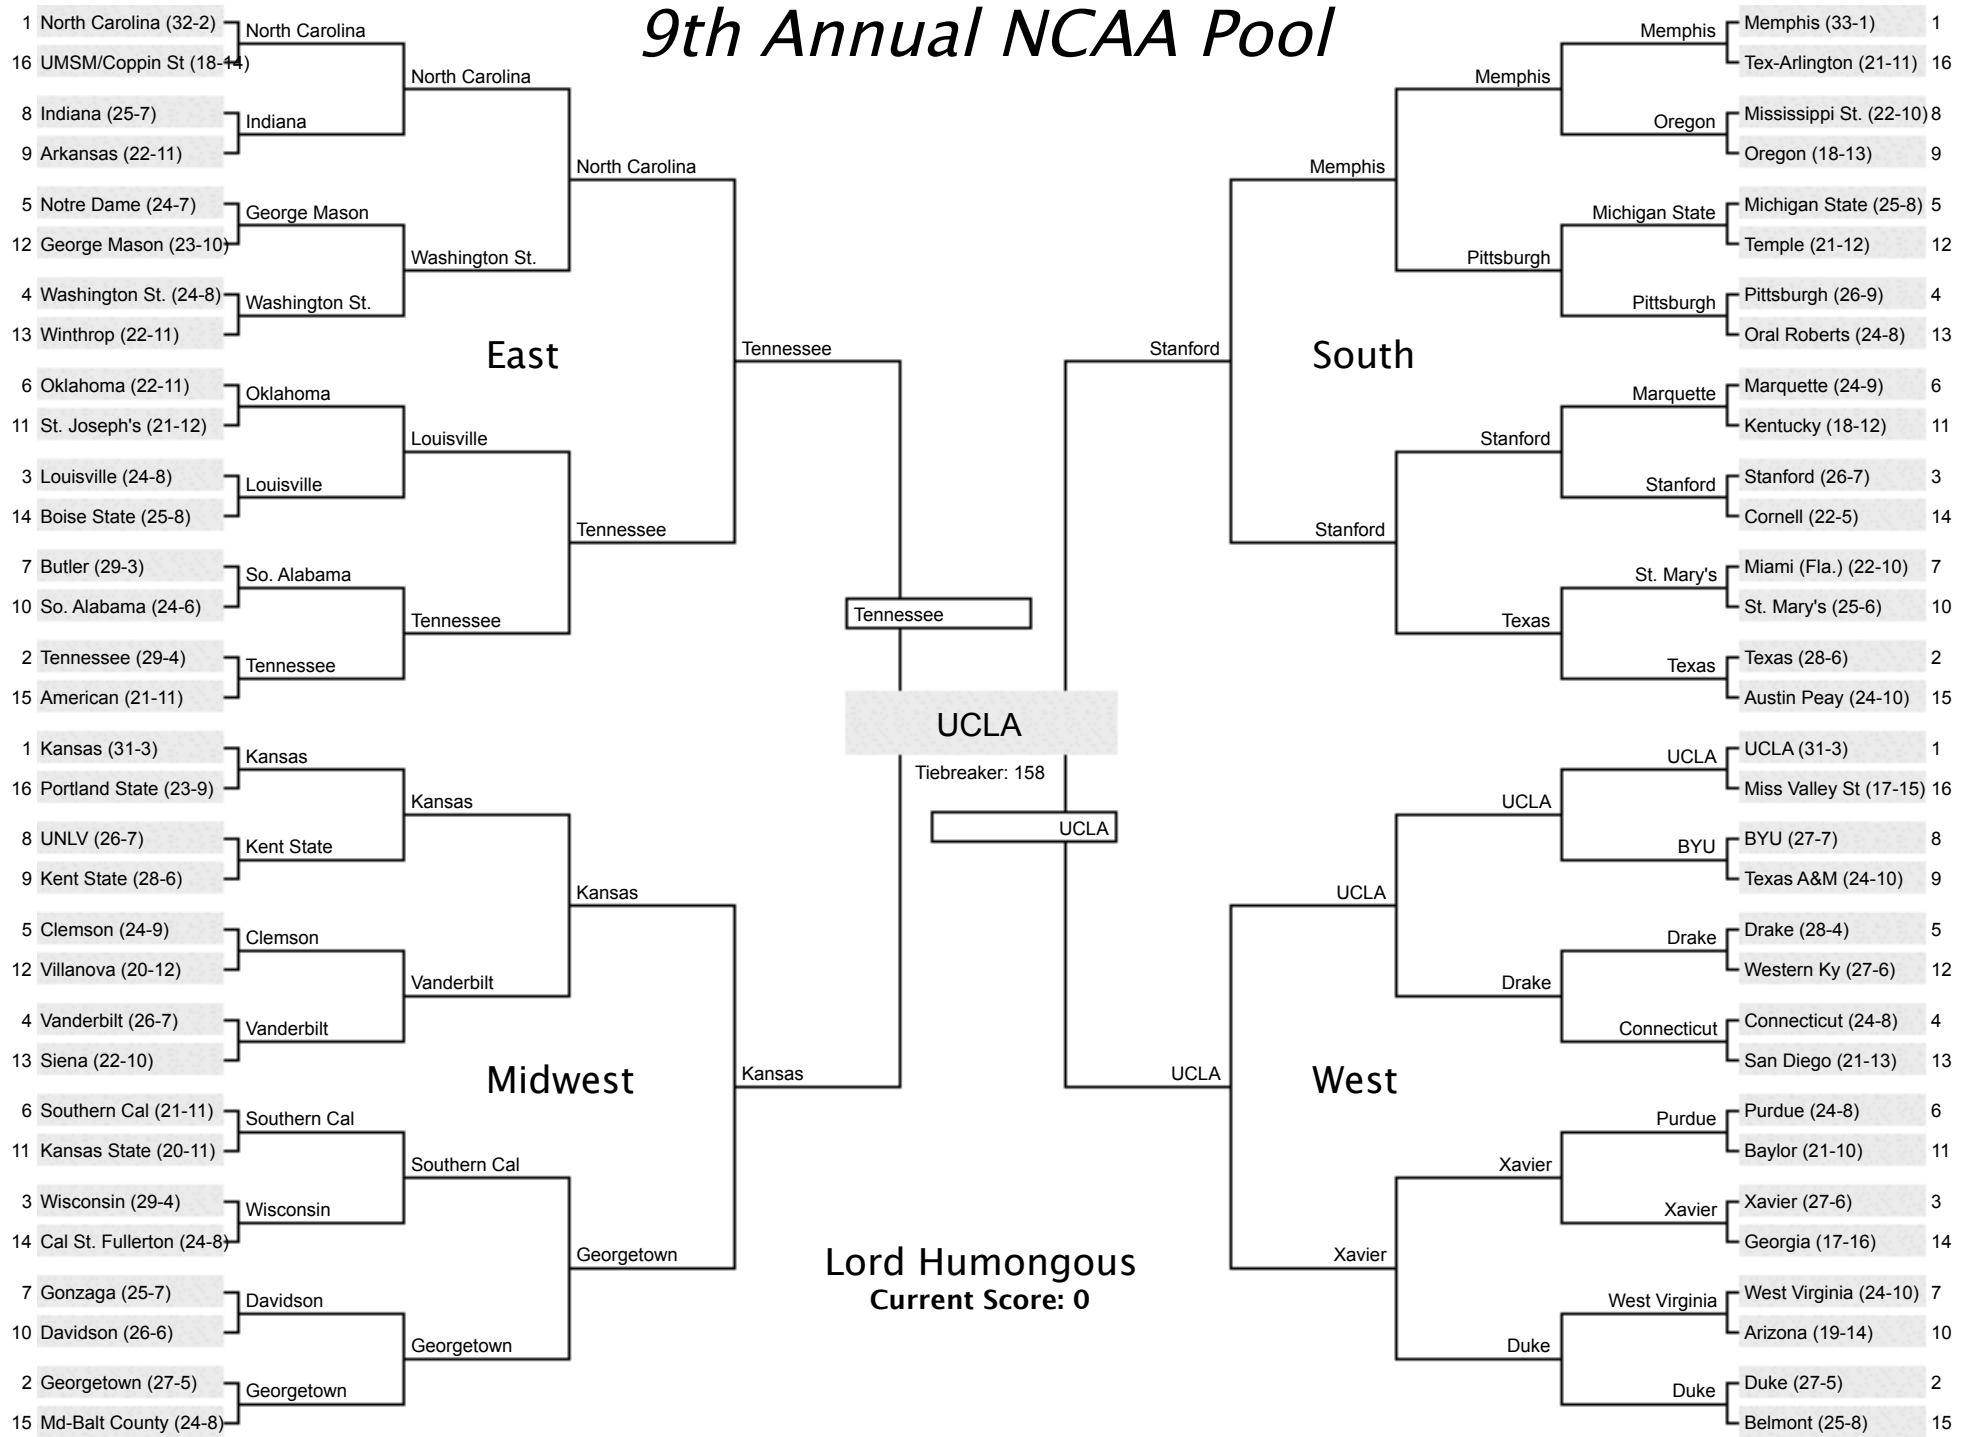 9th Annual NCAA Pool
1 North Carolina (32-2)
16 UMSM/Coppin St (18-14)
8 Indiana (25-7)
9 Arkansas (22-11)
5 Notre Dame (24-7)
12 George Mason (23-10)
4 Washington St. (24-8)
13 Winthrop (22-11)
6 Oklahoma (22-11)
11 St. Joseph's (21-12)
3 Louisville (24-8)
14 Boise State (25-8)
7 Butler (29-3)
10 So. Alabama (24-6)
2 Tennessee (29-4)
15 American (21-11)
North Carolina
Indiana
George Mason
Washington St.
Oklahoma
Louisville
So. Alabama
Tennessee
North Carolina
Washington St.
Louisville
Tennessee
North Carolina
Tennessee
East
Tennessee
1 Kansas (31-3)
16 Portland State (23-9)
8 UNLV (26-7)
9 Kent State (28-6)
5 Clemson (24-9)
12 Villanova (20-12)
4 Vanderbilt (26-7)
13 Siena (22-10)
6 Southern Cal (21-11)
11 Kansas State (20-11)
3 Wisconsin (29-4)
14 Cal St. Fullerton (24-8)
7 Gonzaga (25-7)
10 Davidson (26-6)
2 Georgetown (27-5)
15 Md-Balt County (24-8)
Kansas
Kent State
Clemson
Vanderbilt
Southern Cal
Wisconsin
Davidson
Georgetown
Kansas
Vanderbilt
Southern Cal
Georgetown
Kansas
Georgetown
Midwest
Kansas
Tennessee
UCLA
Tiebreaker: 158
UCLA
Lord Humongous
Current Score: 0
Stanford
South
Memphis
Stanford
Memphis
Pittsburgh
Stanford
Texas
Memphis
Oregon
Michigan State
Pittsburgh
Marquette
Stanford
St. Mary's
Texas
Memphis (33-1) 1
Tex-Arlington (21-11) 16
Mississippi St. (22-10) 8
Oregon (18-13) 9
Michigan State (25-8) 5
Temple (21-12) 12
Pittsburgh (26-9) 4
Oral Roberts (24-8) 13
Marquette (24-9) 6
Kentucky (18-12) 11
Stanford (26-7) 3
Cornell (22-5) 14
Miami (Fla.) (22-10) 7
St. Mary's (25-6) 10
Texas (28-6) 2
Austin Peay (24-10) 15
UCLA
West
UCLA
Xavier
UCLA
Drake
Xavier
Duke
UCLA
BYU
Drake
Connecticut
Purdue
Xavier
West Virginia
Duke
UCLA (31-3) 1
Miss Valley St (17-15) 16
BYU (27-7) 8
Texas A&M (24-10) 9
Drake (28-4) 5
Western Ky (27-6) 12
Connecticut (24-8) 4
San Diego (21-13) 13
Purdue (24-8) 6
Baylor (21-10) 11
Xavier (27-6) 3
Georgia (17-16) 14
West Virginia (24-10) 7
Arizona (19-14) 10
Duke (27-5) 2
Belmont (25-8) 15